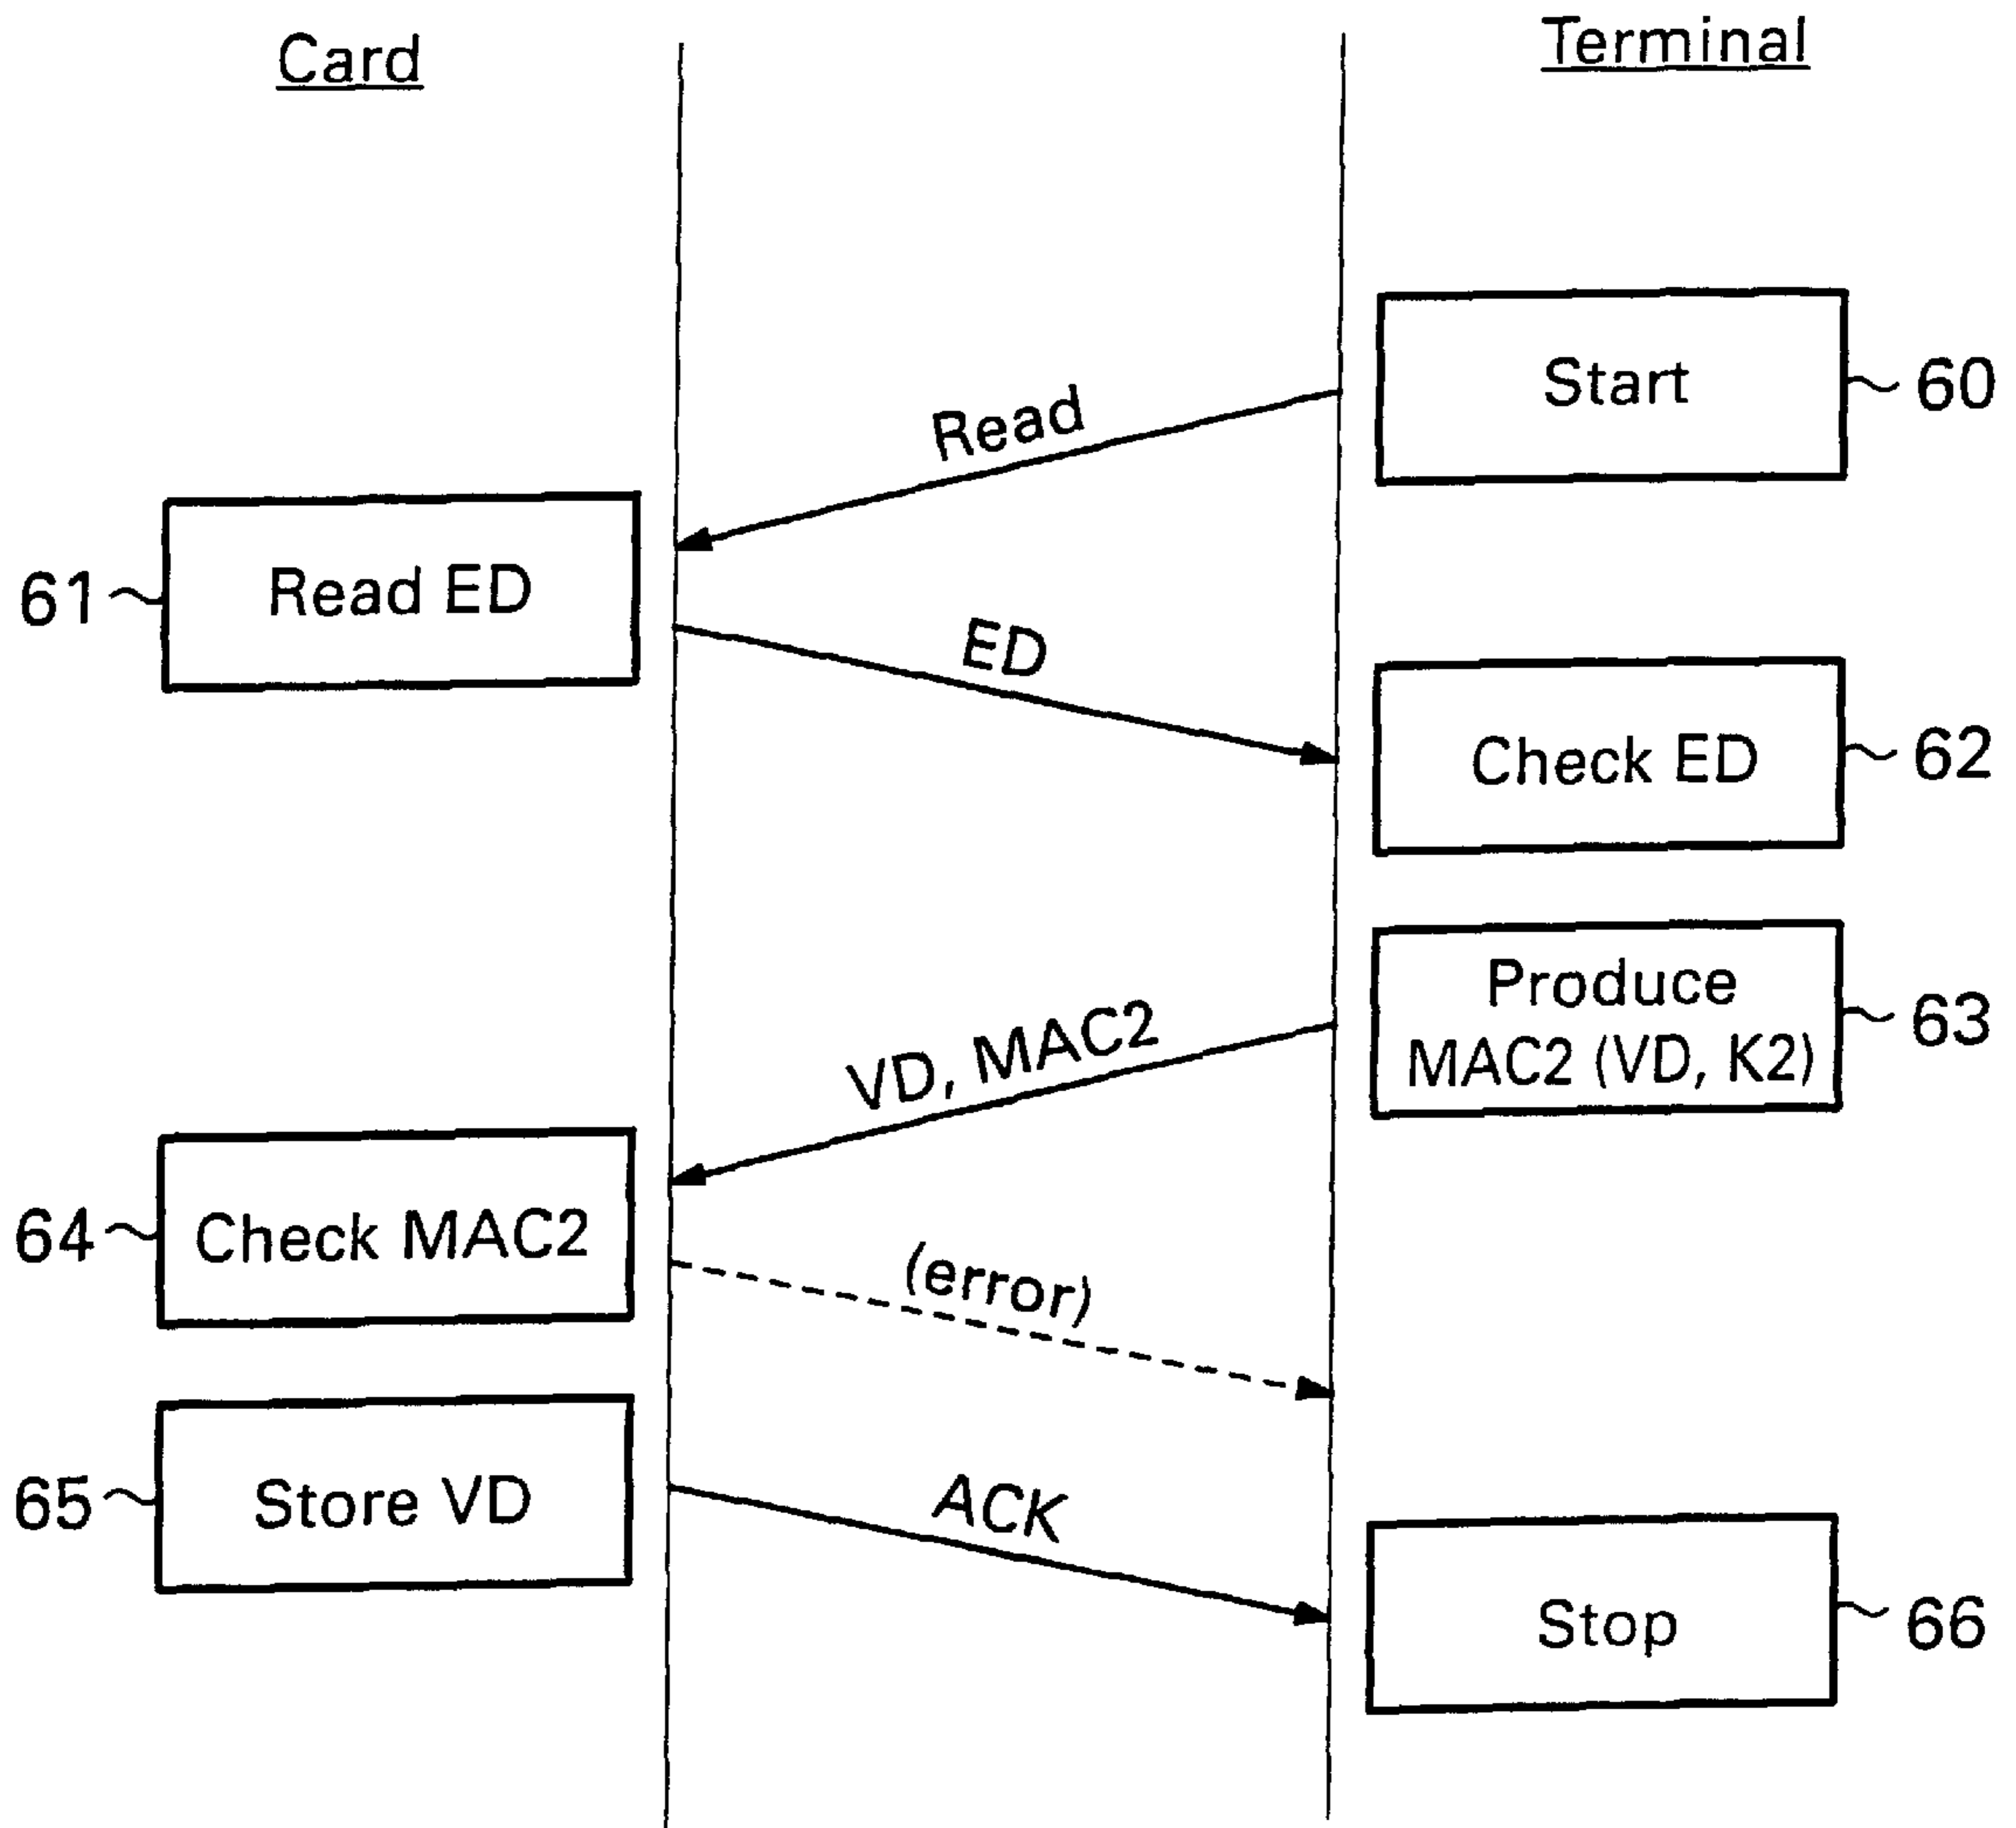 Card
Terminal
Start
60
Read
61
Read ED
ED
Check ED
62
Produce
MAC2 (VD, K2)
63
VD, MAC2
64
Check MAC2
(error)
65
Store VD
ACK
Stop
66